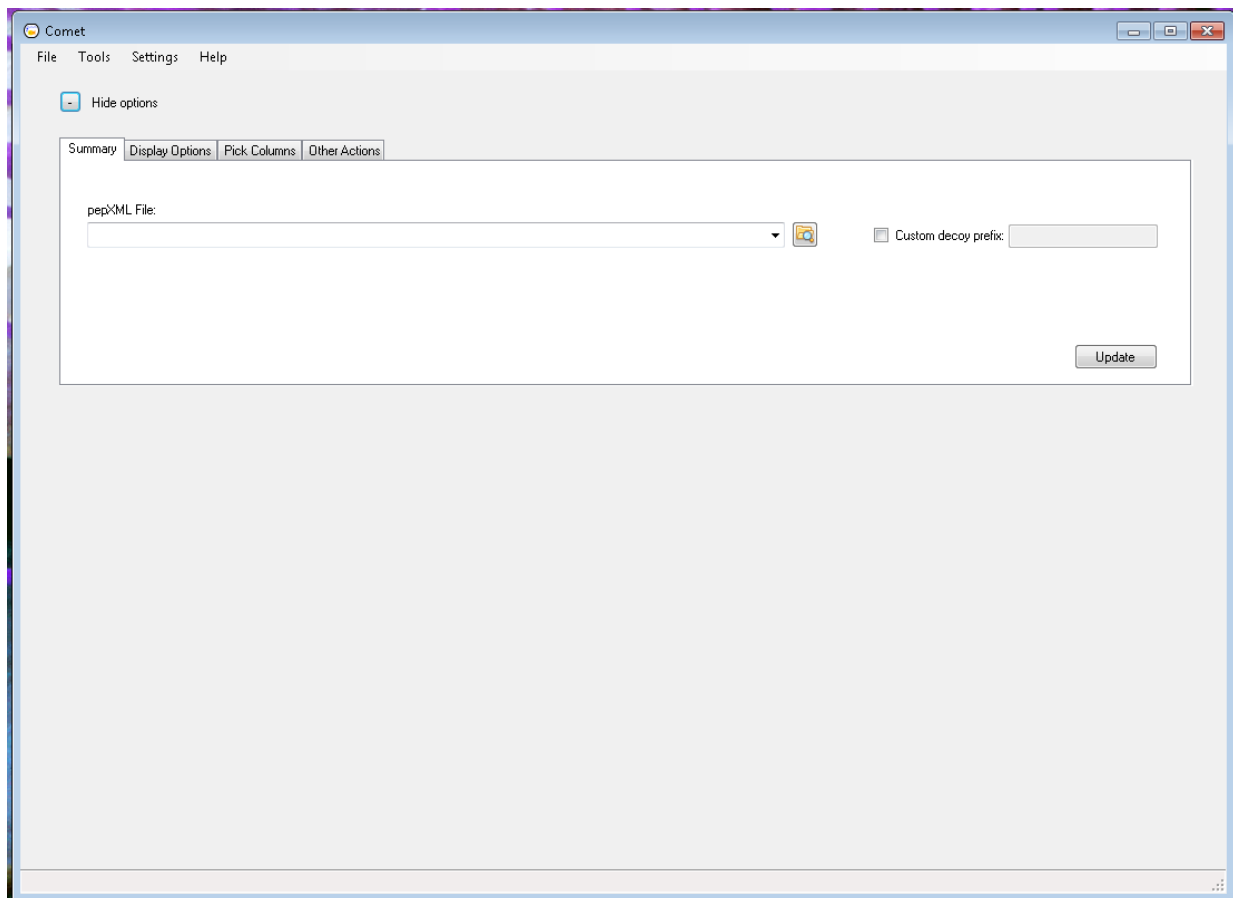 Comet
File Tools Settings Help
- Hide options
Summary Display Options Pick Columns Other Actions
pepXML File:
Custom decoy prefix:
Update